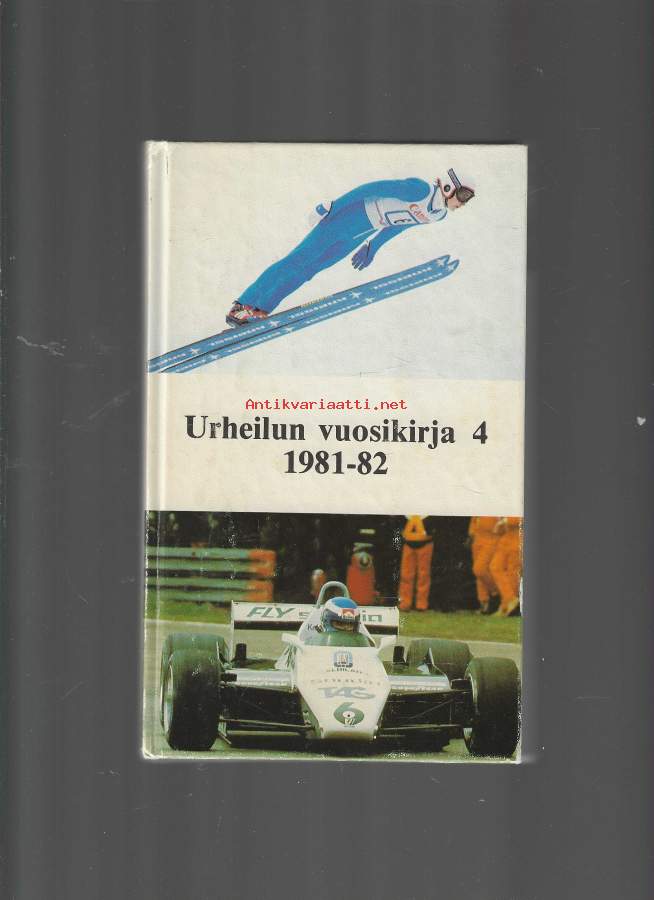 Antikvariaatti.net
Urheilun vuosikirja 4
1981-82
FLY
TAG
6